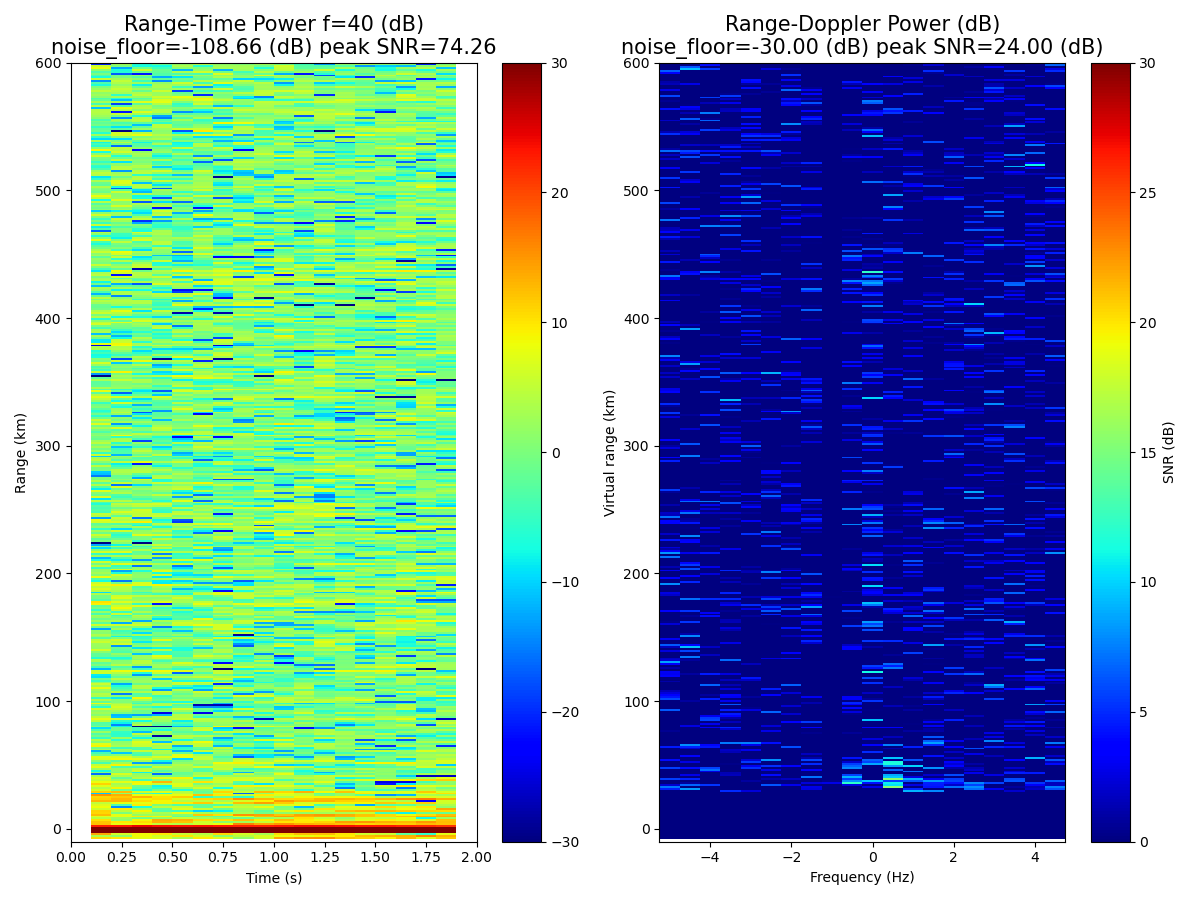 Range-Time Power f=40 (dB)
noise_floor=-108.66 (dB) peak SNR=74.26
Range-Doppler Power (dB)
noise_floor=-30.00 (dB) peak SNR=24.00 (dB)
600
500
400
300
200
100
0
Range (km)
0.00 0.25 0.50 0.75 1.00 1.25 1.50 1.75 2.00
Time (s)
30
20
10
0
−10
−20
−30
600
500
400
300
200
100
0
Virtual range (km)
−4 −2 0 2 4
Frequency (Hz)
30
25
20
15
10
5
0
SNR (dB)